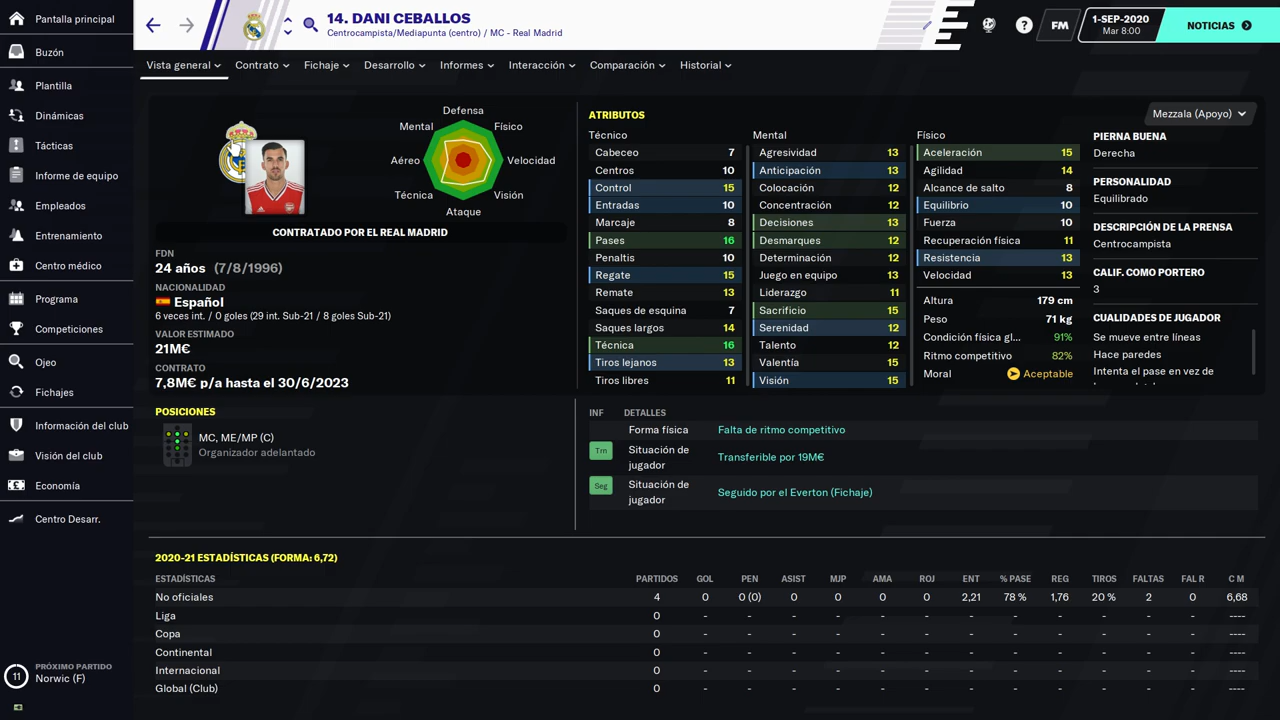 Pantalla principal
Buzón
Plantilla
Dinámicas
Tácticas
Informe de equipo
Empleados
Entrenamiento
Centro médico
Programa
Competiciones
Ojeo
Fichajes
Información del club
Visión del club
Economía
Centro Desarr.
11
PRÓXIMO PARTIDO
Norwic (F)
14. DANI CEBALLOS
Centrocampista/Mediapunta (centro) / MC - Real Madrid
FM
1-SEP-2020
Mar 8:00
NOTICIAS
Vista general
Contrato
Fichaje
Desarrollo
Informes
Interacción
Comparación
Historial
Defensa
Mental
Físico
Aéreo
Velocidad
Técnica
Visión
Ataque
CONTRATADO POR EL REAL MADRID
FDN
24 años (7/8/1996)
NACIONALIDAD
Español
6 veces int. / 0 goles (29 int. Sub-21 / 8 goles Sub-21)
VALOR ESTIMADO
21M€
CONTRATO
7,8M€ p/a hasta el 30/6/2023
ATRIBUTOS
Mezzala (Apoyo)
Técnico
Cabeceo 7
Centros 10
Control 15
Entradas 10
Marcaje 8
Pases 16
Penaltis 10
Regate 15
Remate 13
Saques de esquina 7
Saques largos 14
Técnica 16
Tiros lejanos 13
Tiros libres 11
Mental
Agresividad 13
Anticipación 13
Colocación 12
Concentración 12
Decisiones 13
Desmarques 12
Determinación 12
Juego en equipo 13
Liderazgo 11
Sacrificio 15
Serenidad 12
Talento 12
Valentía 15
Visión 15
Físico
Aceleración 15
Agilidad 14
Alcance de salto 8
Equilibrio 10
Fuerza 10
Recuperación física 11
Resistencia 13
Velocidad 13
Altura 179 cm
Peso 71 kg
Condición física gl... 91%
Ritmo competitivo 82%
Moral Aceptable
PIERNA BUENA
Derecha
PERSONALIDAD
Equilibrado
DESCRIPCIÓN DE LA PRENSA
Centrocampista
CALIF. COMO PORTERO
3
CUALIDADES DE JUGADOR
Se mueve entre líneas
Hace paredes
Intenta el pase en vez de
POSICIONES
MC, ME/MP (C)
Organizador adelantado
INF DETALLES
Forma física Falta de ritmo competitivo
Trn Situación de jugador Transferible por 19M€
Seg Situación de jugador Seguido por el Everton (Fichaje)
2020-21 ESTADÍSTICAS (FORMA: 6,72)
ESTADÍSTICAS PARTIDOS GOL PEN ASIST MJP AMA ROJ ENT % PASE REG TIROS FALTAS FAL R C M
No oficiales 4 0 0 (0) 0 0 0 0 2,21 78 % 1,76 20 % 2 0 6,68
Liga 0 - - - - - - - - - - - - ----
Copa 0 - - - - - - - - - - - - ----
Continental 0 - - - - - - - - - - - - ----
Internacional 0 - - - - - - - - - - - - ----
Global (Club) 0 - - - - - - - - - - - - ----